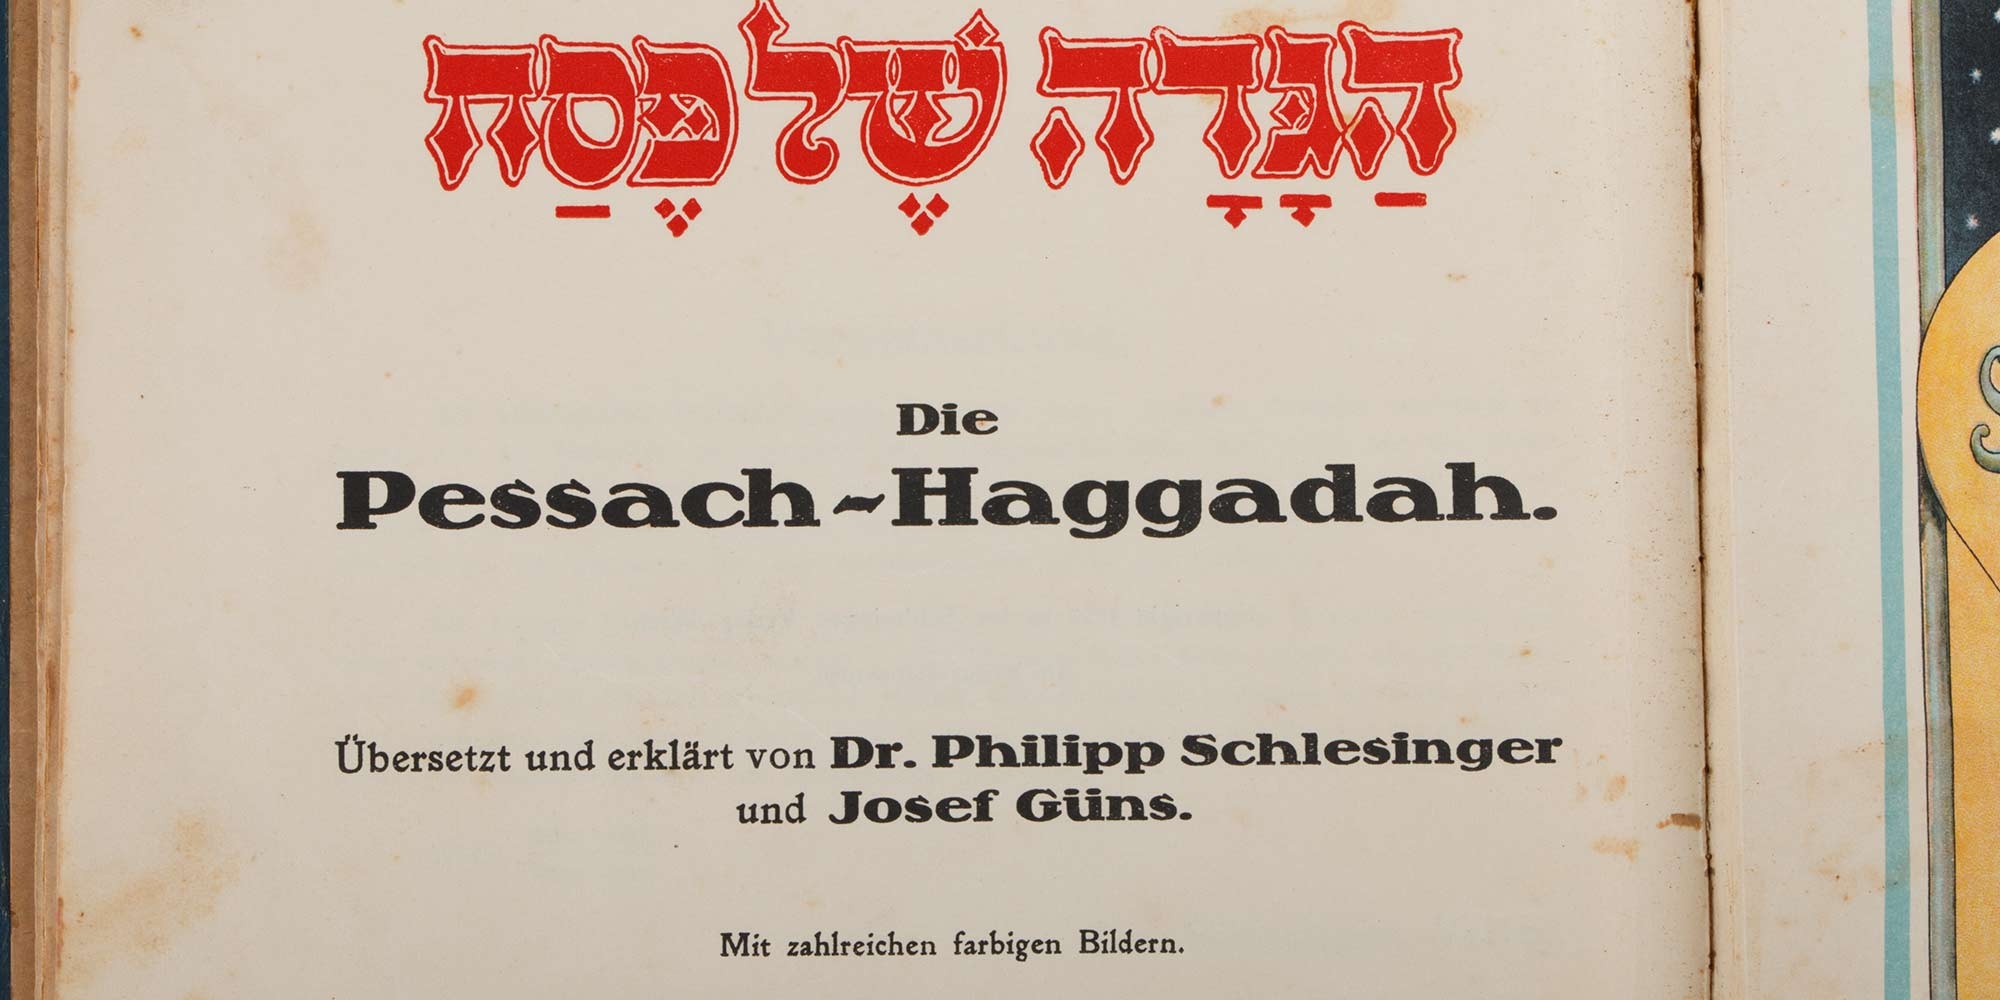 הַגָּדָה שֶׁל פֶּסַח
Die
Pessach-Haggadah.
Übersetzt und erklärt von Dr. Philipp Schlesinger
und Josef Güns.
Mit zahlreichen farbigen Bildern.